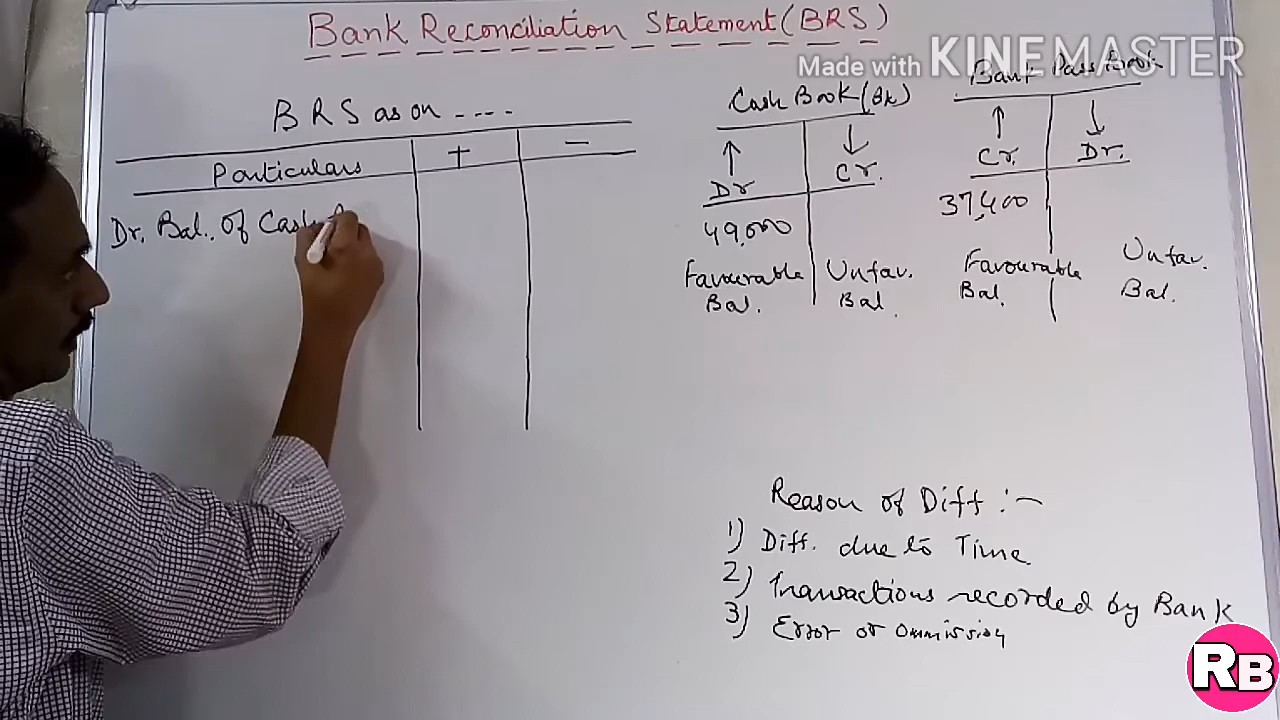 Bank Reconciliation Statement (BRS)
Made with KINEMASTER
BRS as on ----
Particulars + -
Dr. Bal. Of Cash
Cash Book (Bk)
↑ ↓
Dr Cr.
49,000
Favourable Unfav.
Bal. Bal.
Bank Pass Book
↑ ↓
Cr. Dr.
37,400
Favourable Unfav.
Bal. Bal.
Reason of Diff :-
1) Diff. due to Time
2) Transactions recorded by Bank
3) Error or Ommission
RB